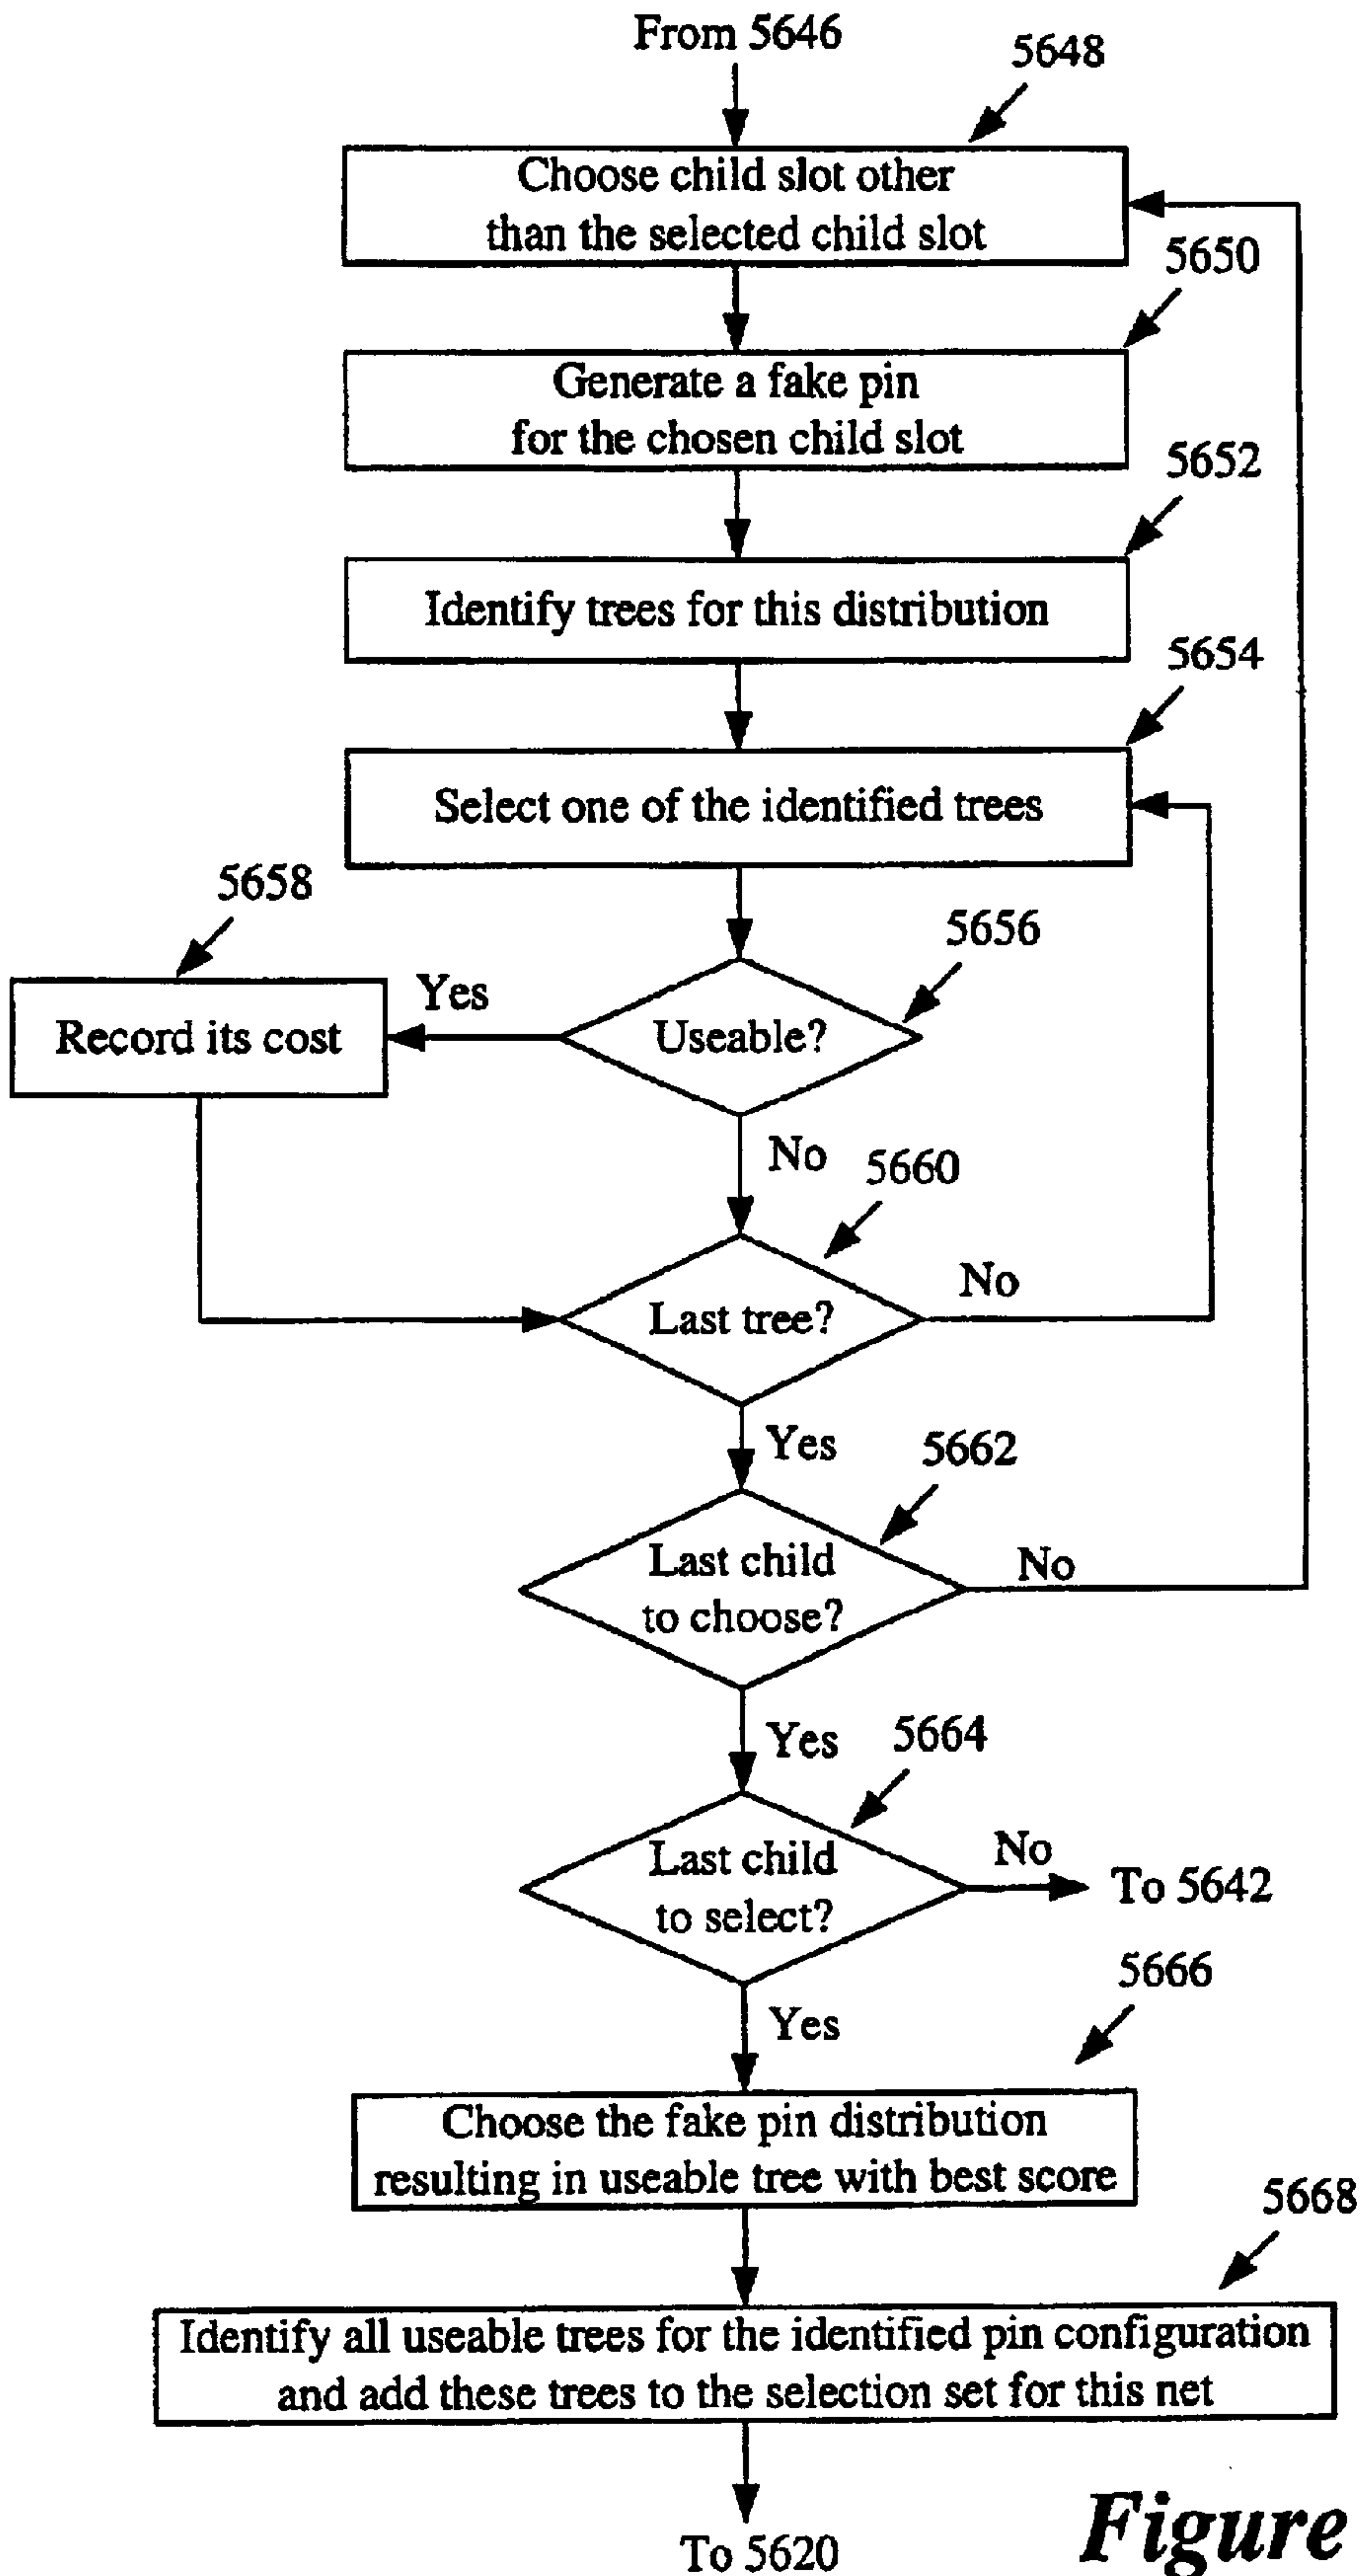 From 5646
5648
Choose child slot other
than the selected child slot
5650
Generate a fake pin
for the chosen child slot
5652
Identify trees for this distribution
5654
Select one of the identified trees
5658
5656
Yes
Record its cost
Useable?
No
5660
No
Last tree?
Yes
5662
Last child
to choose?
No
Yes
5664
Last child
to select?
No
To 5642
5666
Yes
Choose the fake pin distribution
resulting in useable tree with best score
5668
Identify all useable trees for the identified pin configuration
and add these trees to the selection set for this net
To 5620
Figure